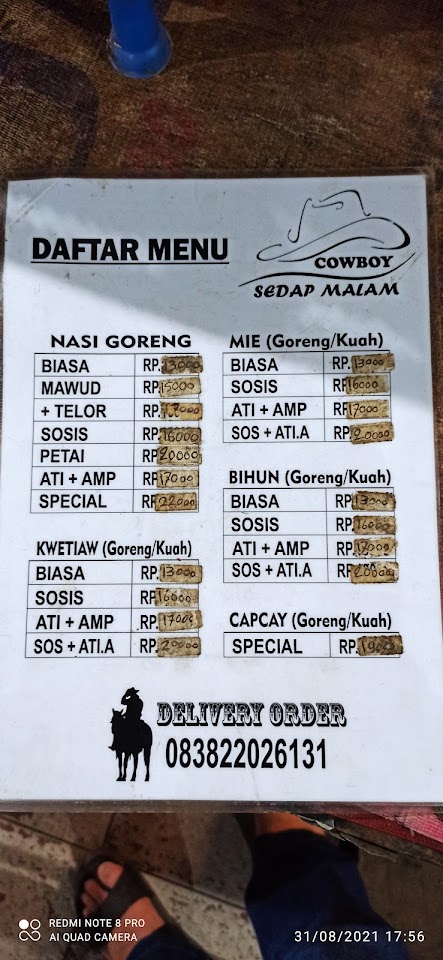 DAFTAR MENU
COWBOY
SEDAP MALAM
NASI GORENG
BIASA RP. 13000
MAWUD RP. 15000
+ TELOR RP. 17000
SOSIS RP. 16000
PETAI RP. 20000
ATI + AMP RP 17000
SPECIAL RP 22000
KWETIAW (Goreng/Kuah)
BIASA RP. 13000
SOSIS RP 16000
ATI + AMP RP. 17000
SOS + ATI.A RP. 20000
MIE (Goreng/Kuah)
BIASA RP. 13000
SOSIS RP 16000
ATI + AMP RP 17000
SOS + ATI.A RP. 20000
BIHUN (Goreng/Kuah)
BIASA RP 13000
SOSIS RP. 16000
ATI + AMP RP. 17000
SOS + ATI.A RP 20000
CAPCAY (Goreng/Kuah)
SPECIAL RP.
DELIVERY ORDER
083822026131
REDMI NOTE 8 PRO
AI QUAD CAMERA
31/08/2021 17:56